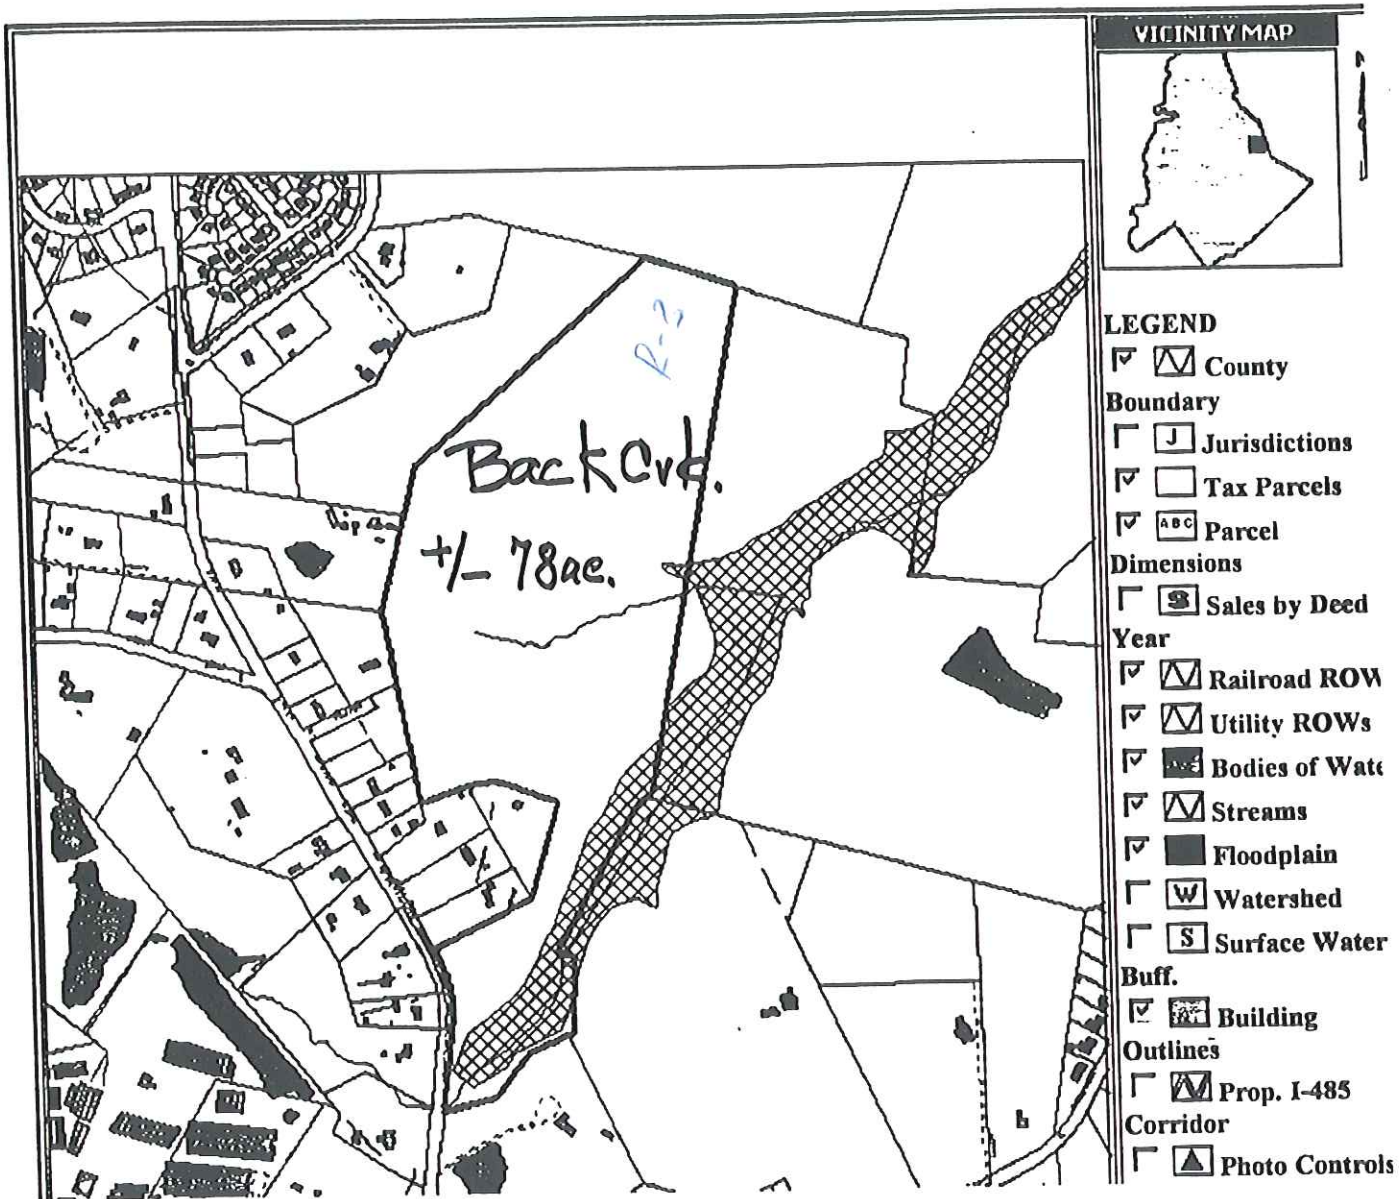 VICINITY MAP
R-3
Back Crk.
+/- 78ac.
LEGEND
County
Boundary
J Jurisdictions
Tax Parcels
ABC Parcel
Dimensions
$ Sales by Deed
Year
Railroad ROW
Utility ROWs
Bodies of Wate
Streams
Floodplain
W Watershed
S Surface Water
Buff.
Building
Outlines
Prop. I-485
Corridor
Photo Controls